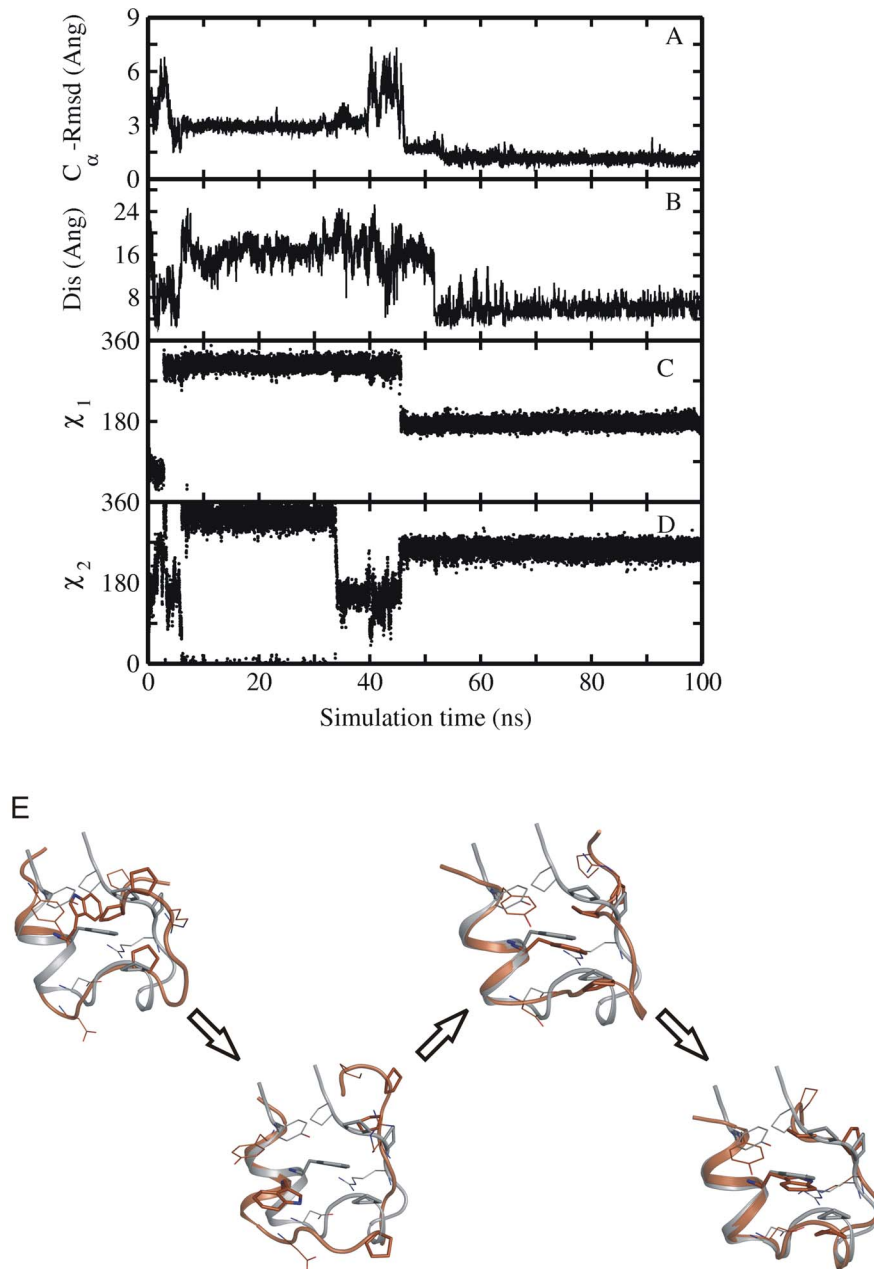 9
6
3
0
C α -Rmsd (Ang)
A
24
16
8
Dis (Ang)
B
360
180
χ 1
C
360
180
0
χ 2
D
0 20 40 60 80 100
Simulation time (ns)
E